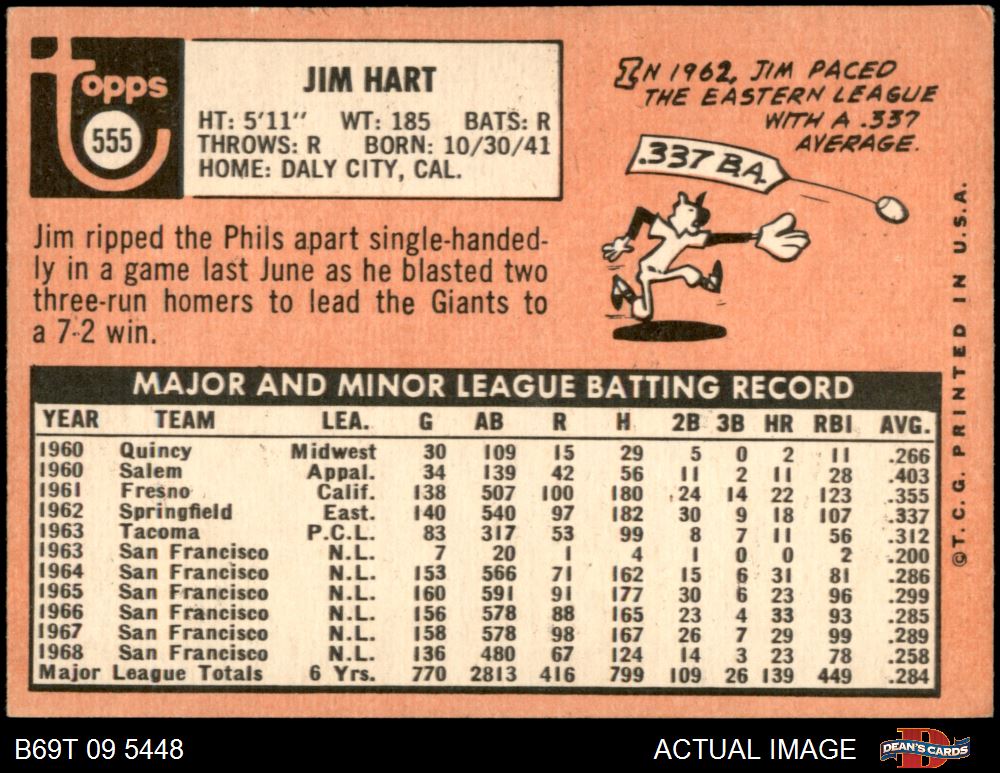 Topps
555
JIM HART
HT: 5'11" WT: 185 BATS: R
THROWS: R BORN: 10/30/41
HOME: DALY CITY, CAL.
IN 1962, JIM PACED
THE EASTERN LEAGUE
WITH A .337
AVERAGE.
.337 B.A.
Jim ripped the Phils apart single-handed-
ly in a game last June as he blasted two
three-run homers to lead the Giants to
a 7-2 win.
MAJOR AND MINOR LEAGUE BATTING RECORD
YEAR TEAM LEA. G AB R H 2B 3B HR RBI AVG.
1960 Quincy Midwest 30 109 15 29 5 0 2 11 .266
1960 Salem Appal. 34 139 42 56 11 2 11 28 .403
1961 Fresno Calif. 138 507 100 180 24 14 22 123 .355
1962 Springfield East. 140 540 97 182 30 9 18 107 .337
1963 Tacoma P.C.L. 83 317 53 99 8 7 11 56 .312
1963 San Francisco N.L. 7 20 1 4 1 0 0 2 .200
1964 San Francisco N.L. 153 566 71 162 15 6 31 81 .286
1965 San Francisco N.L. 160 591 91 177 30 6 23 96 .299
1966 San Francisco N.L. 156 578 88 165 23 4 33 93 .285
1967 San Francisco N.L. 158 578 98 167 26 7 29 99 .289
1968 San Francisco N.L. 136 480 67 124 14 3 23 78 .258
Major League Totals 6 Yrs. 770 2813 416 799 109 26 139 449 .284
©T.C.G. PRINTED IN U.S.A.
B69T 09 5448
ACTUAL IMAGE
DEAN'S CARDS